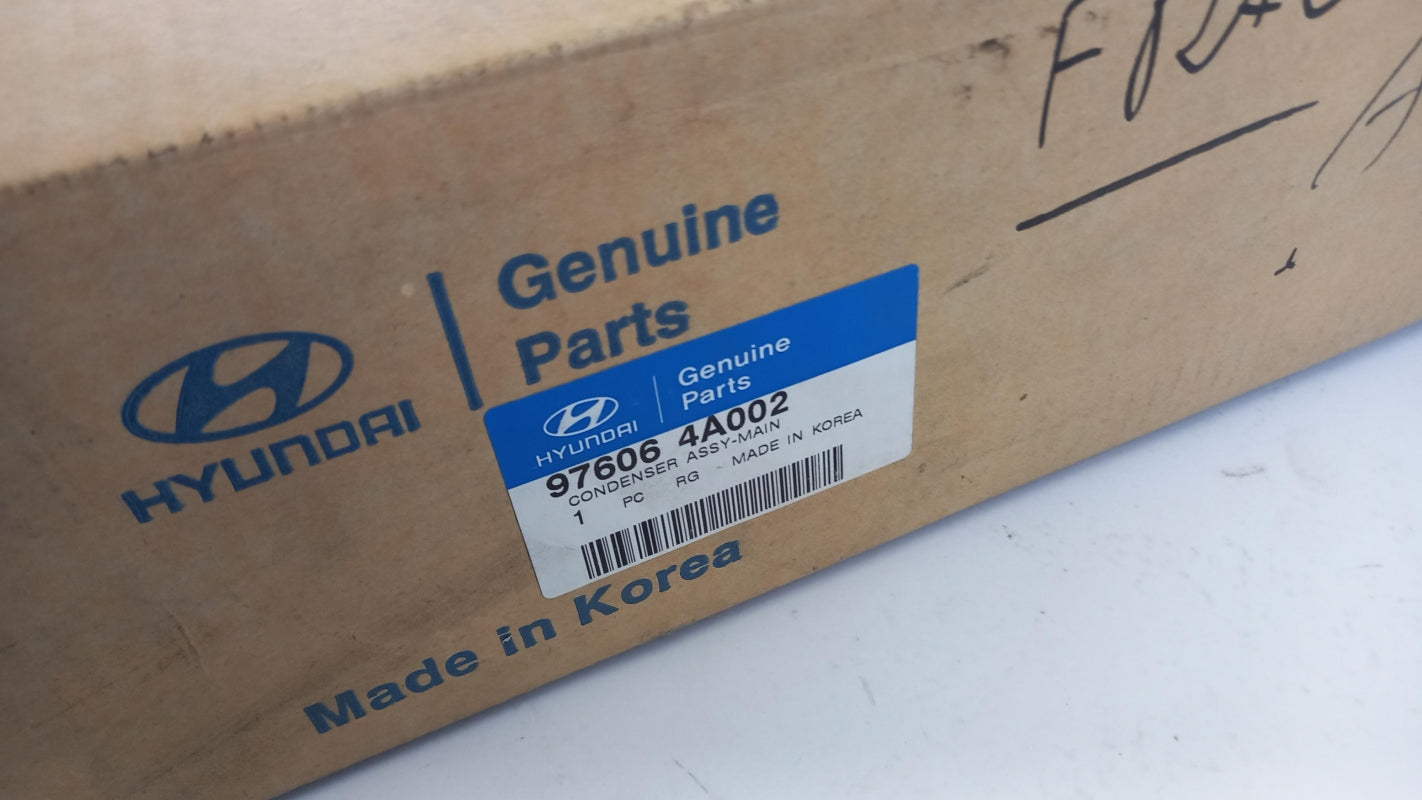 HYUNDAI
Genuine
Parts
HYUNDAI
Genuine
Parts
97606 4A002
CONDENSER ASSY-MAIN
1 PC RG MADE IN KOREA
Made in Korea